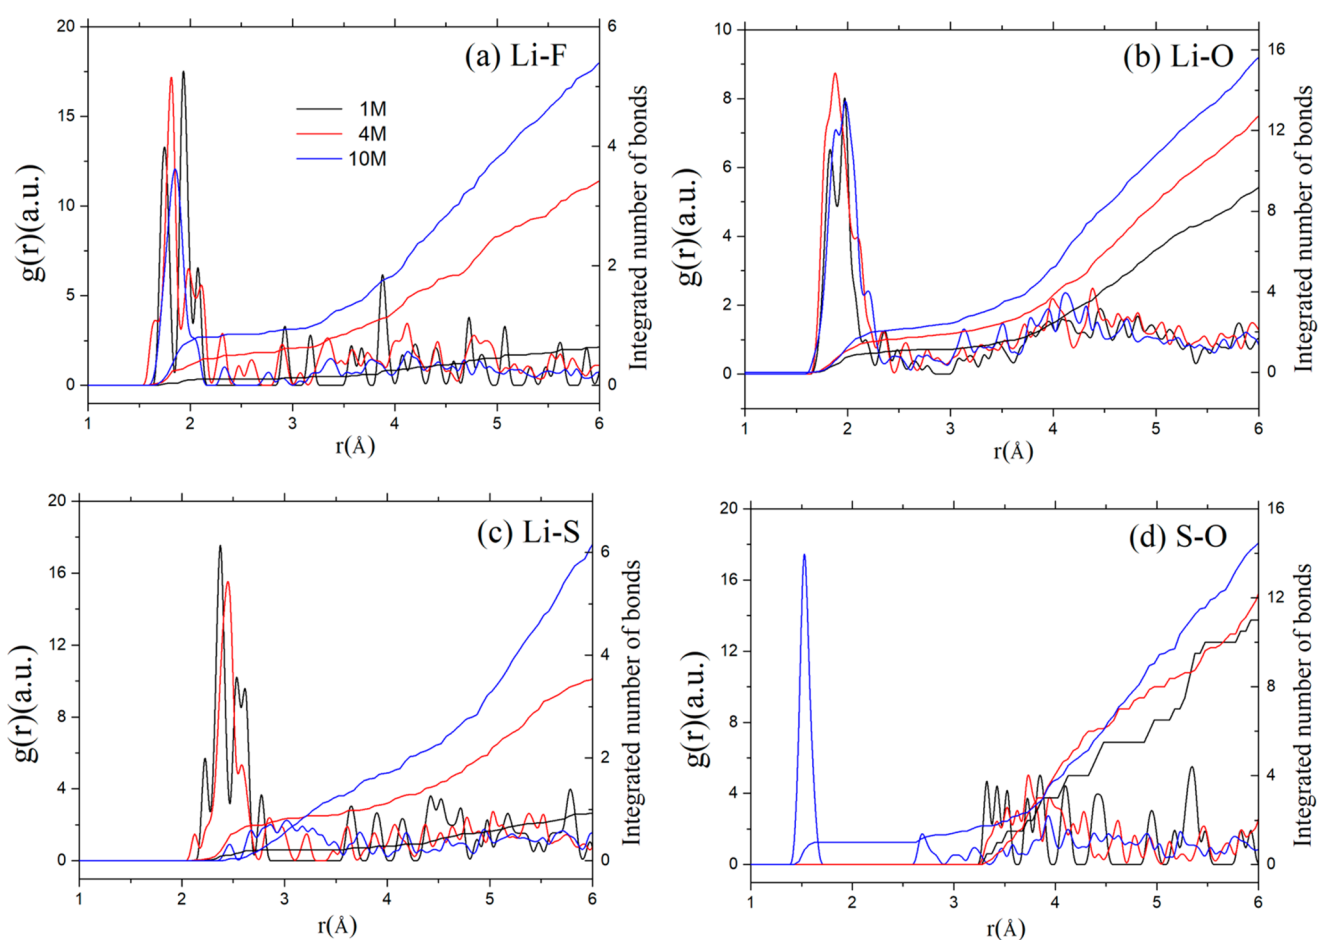 (a) Li-F
1M
4M
10M
20
15
10
5
0
6
4
2
0
1 2 3 4 5 6
g(r)(a.u.)
Integrated number of bonds
r(Å)
(b) Li-O
10
8
6
4
2
0
16
12
8
4
0
1 2 3 4 5 6
g(r)(a.u.)
Integrated number of bonds
r(Å)
(c) Li-S
20
16
12
8
4
0
6
4
2
0
1 2 3 4 5 6
g(r)(a.u.)
Integrated number of bonds
r(Å)
(d) S-O
20
16
12
8
4
0
16
12
8
4
0
1 2 3 4 5 6
g(r)(a.u.)
Integrated number of bonds
r(Å)